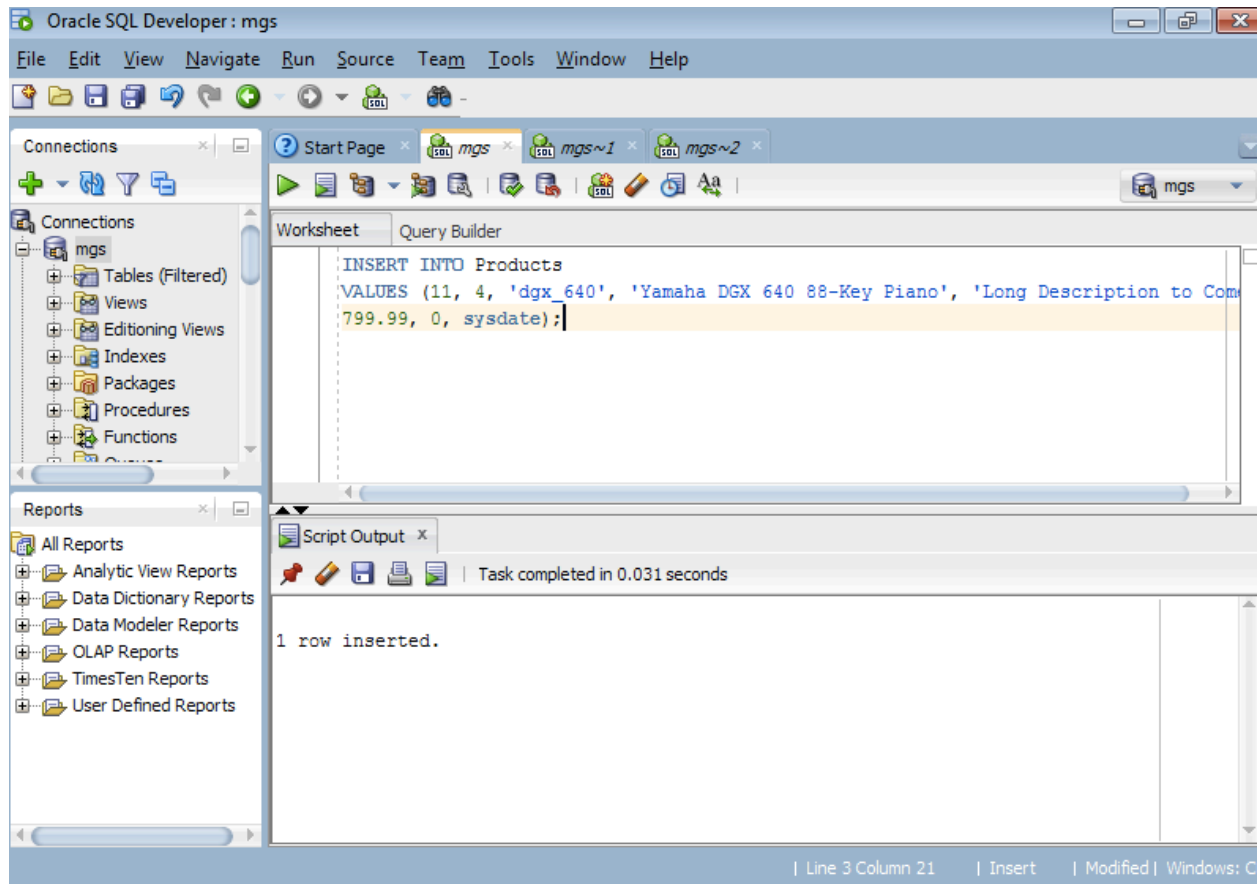 Oracle SQL Developer : mgs
File Edit View Navigate Run Source Team Tools Window Help
Connections
Start Page
mgs
mgs~1
mgs~2
mgs
Connections
mgs
Tables (Filtered)
Views
Editioning Views
Indexes
Packages
Procedures
Functions
Worksheet Query Builder
INSERT INTO Products
VALUES (11, 4, 'dgx_640', 'Yamaha DGX 640 88-Key Piano', 'Long Description to
799.99, 0, sysdate);
Reports
All Reports
Analytic View Reports
Data Dictionary Reports
Data Modeler Reports
OLAP Reports
TimesTen Reports
User Defined Reports
Script Output
Task completed in 0.031 seconds
1 row inserted.
| Line 3 Column 21 | Insert | Modified | Windows: C